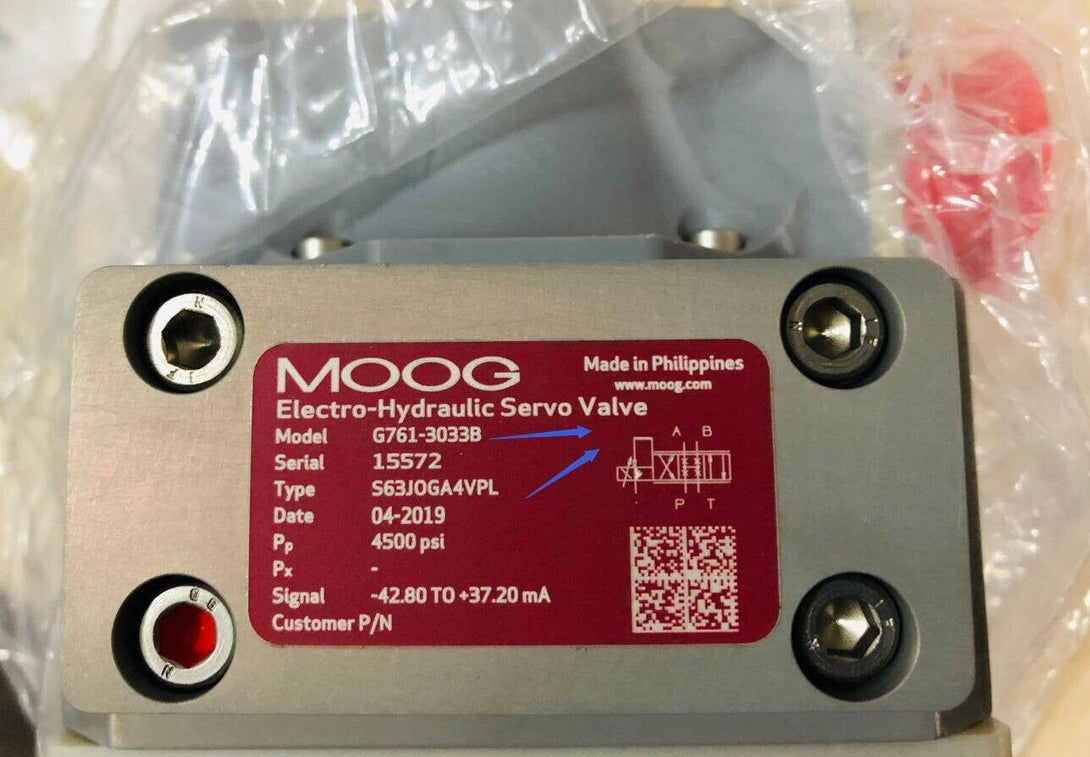 MOOG
Made in Philippines
www.moog.com
Electro-Hydraulic Servo Valve
Model G761-3033B
Serial 15572
Type S63JOGA4VPL
Date 04-2019
Pp 4500 psi
Px -
Signal -42.80 TO +37.20 mA
Customer P/N
A B
P T